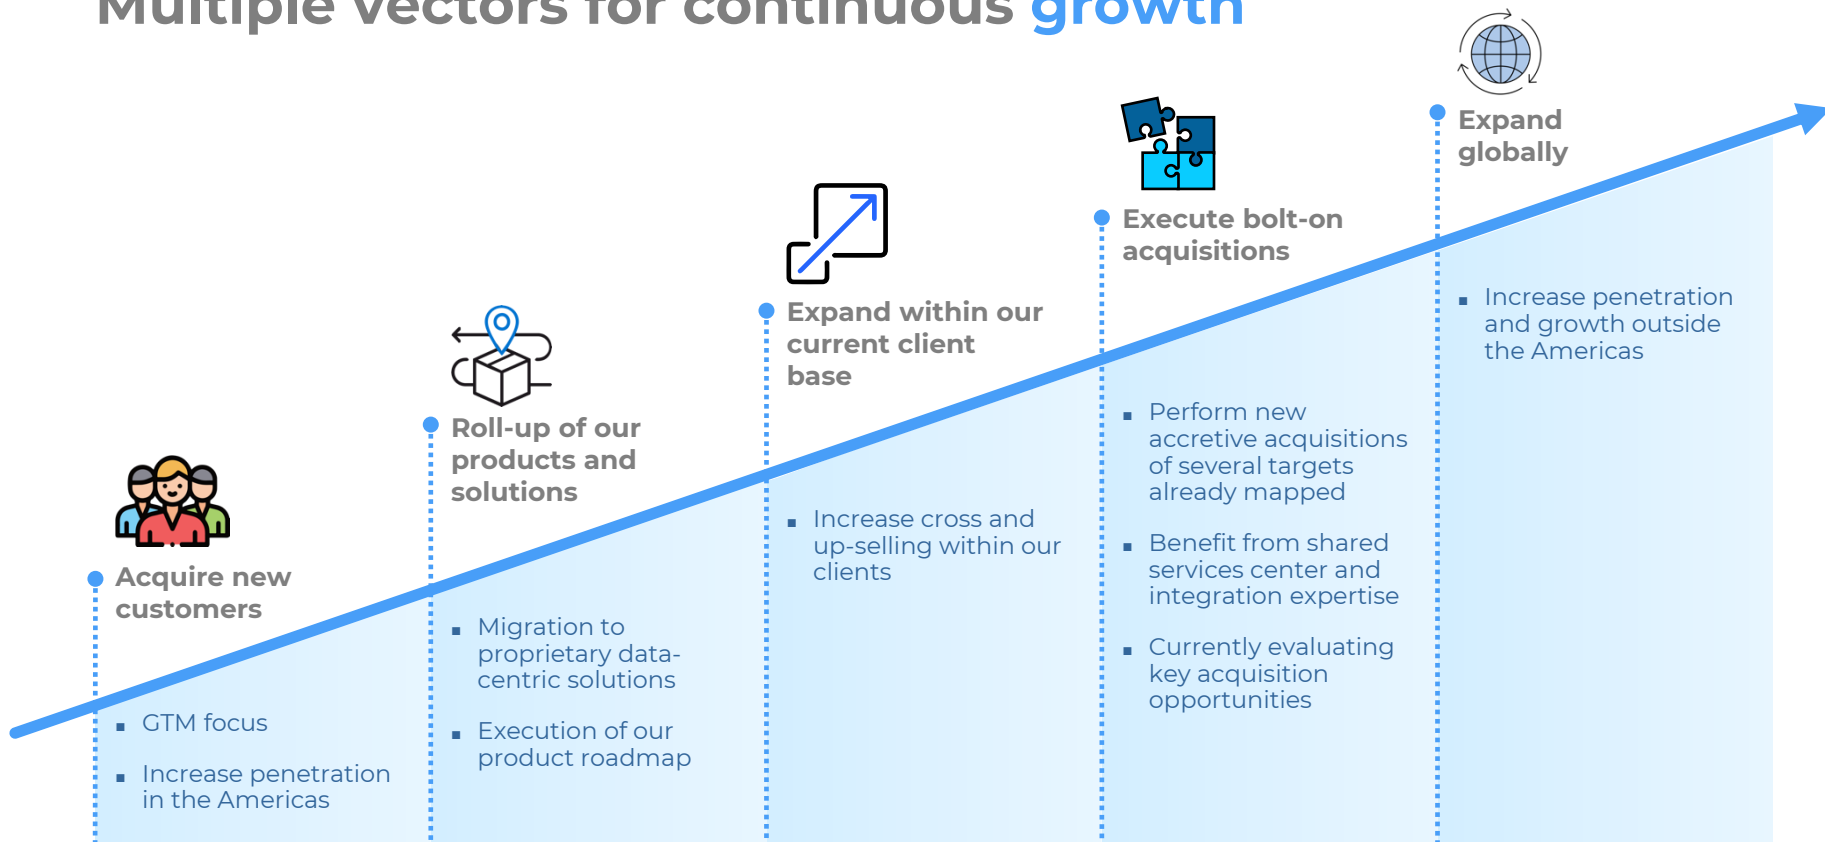 Multiple vectors for continuous growth
Acquire new
customers
▪ GTM focus
▪ Increase penetration
in the Americas
Roll-up of our
products and
solutions
▪ Migration to
proprietary data-
centric solutions
▪ Execution of our
product roadmap
Expand within our
current client
base
▪ Increase cross and
up-selling within our
clients
Execute bolt-on
acquisitions
▪ Perform new
accretive acquisitions
of several targets
already mapped
▪ Benefit from shared
services center and
integration expertise
▪ Currently evaluating
key acquisition
opportunities
Expand
globally
▪ Increase penetration
and growth outside
the Americas